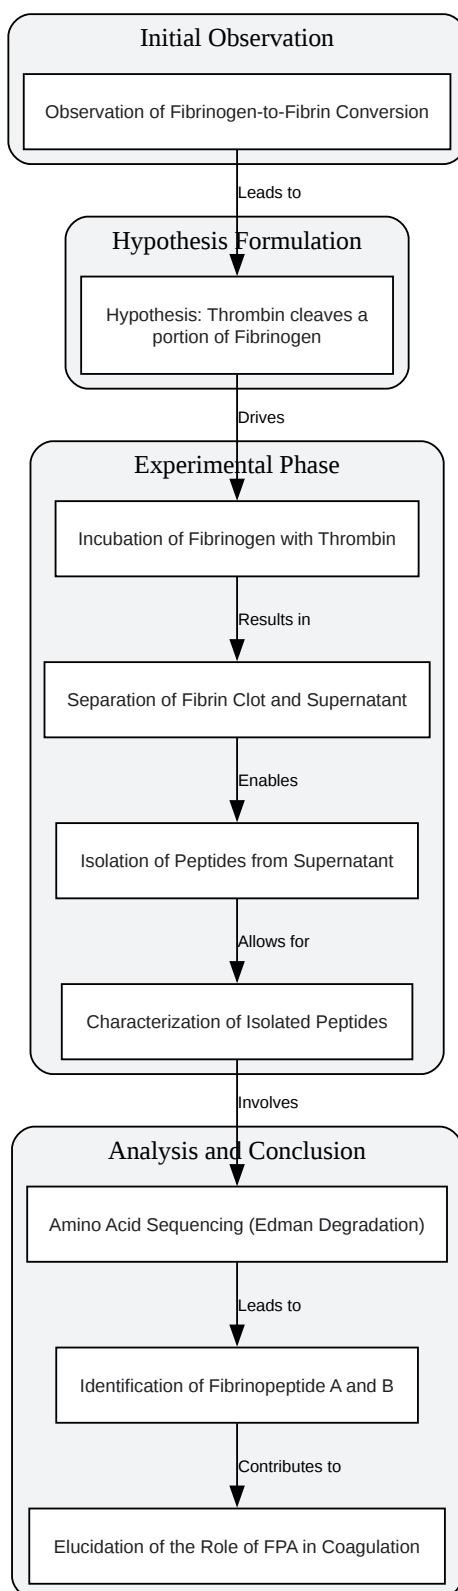 Initial Observation
Observation of Fibrinogen-to-Fibrin Conversion
Leads to
Hypothesis Formulation
Hypothesis: Thrombin cleaves a
portion of Fibrinogen
Drives
Experimental Phase
Incubation of Fibrinogen with Thrombin
Results in
Separation of Fibrin Clot and Supernatant
Enables
Isolation of Peptides from Supernatant
Allows for
Characterization of Isolated Peptides
Involves
Analysis and Conclusion
Amino Acid Sequencing (Edman Degradation)
Leads to
Identification of Fibrinopeptide A and B
Contributes to
Elucidation of the Role of FPA in Coagulation